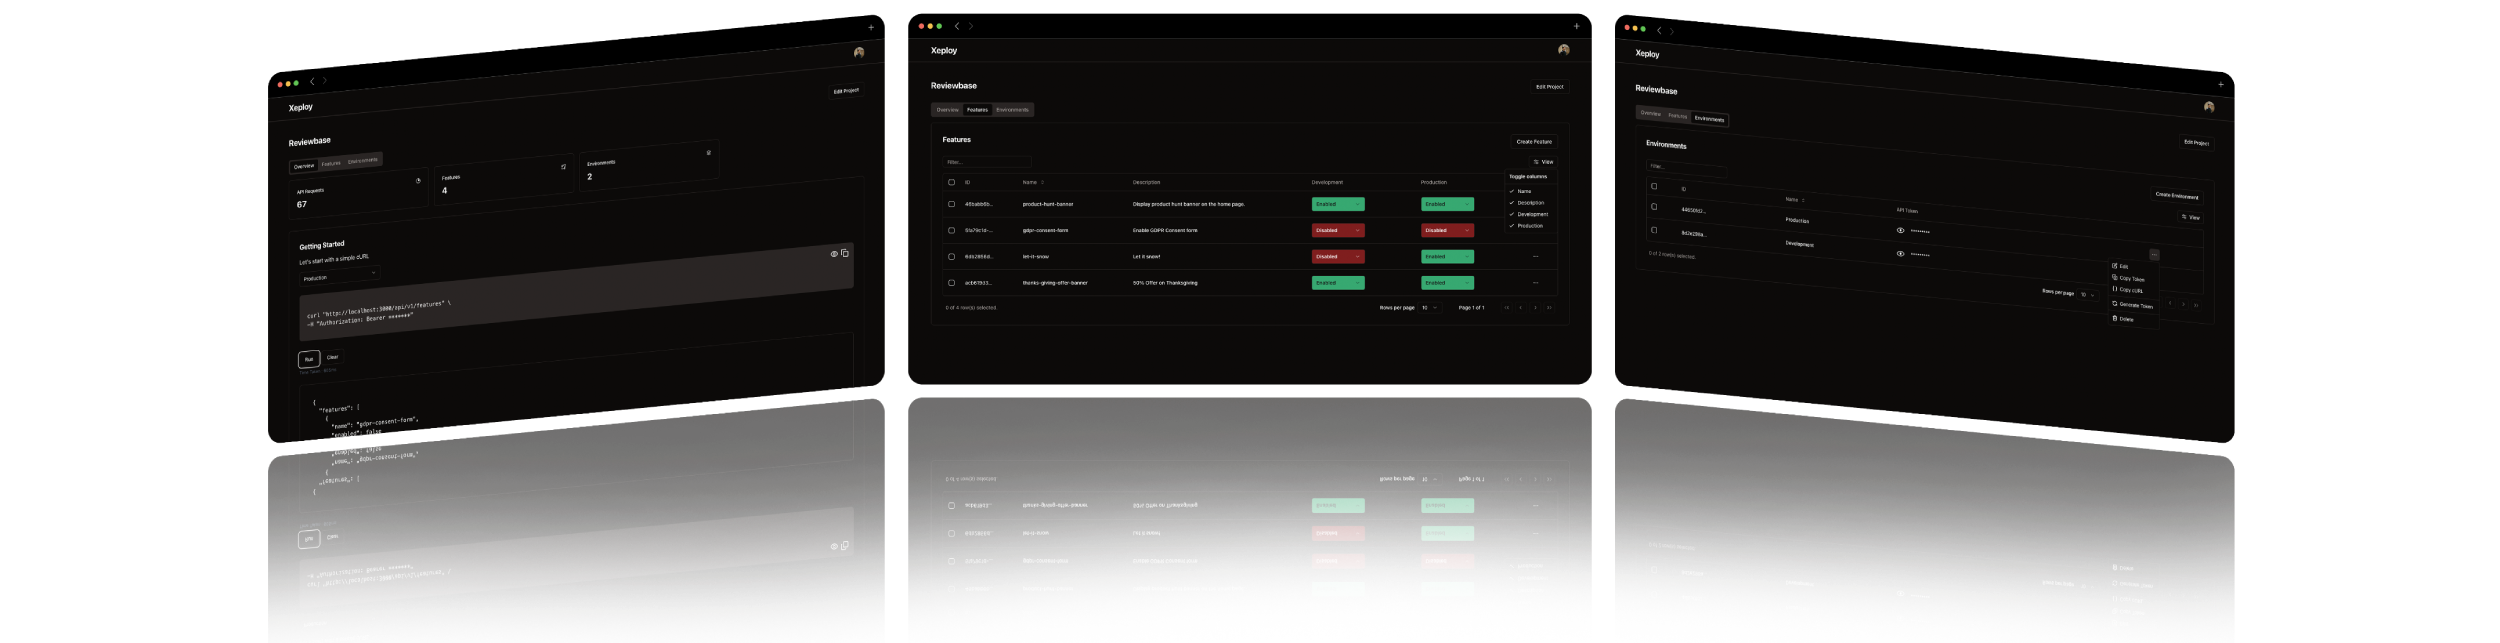 Xeploy
Edit Project
Reviewbase
Overview Features Environments
API Requests
67
Features
4
Environments
2
Getting Started
Let's start with a simple cURL
Production
curl "http://localhost:3000/api/v1/features" \
-H "Authorization: Bearer *******"
Run Clear
{
"features": [
{
"name": "gdpr-consent-form",
"enabled": false
Xeploy
Reviewbase
Edit Project
Overview Features Environments
Features
Create Feature
Filter...
View
ID Name Description Development Production
Toggle columns
Name
Description
Development
Production
product-hunt-banner Display product hunt banner on the home page. Enabled Enabled
gdpr-consent-form Enable GDPR Consent form Disabled Disabled
let-it-snow Let it snow! Disabled Enabled ...
thanks-giving-offer-banner 50% Offer on Thanksgiving Enabled Enabled ...
0 of 4 row(s) selected.
Rows per page 10 Page 1 of 1
Xeploy
Reviewbase
Edit Project
Overview Features Environments
Environments
Create Environment
Filter...
View
ID Name API Token
Production
Development
0 of 2 row(s) selected.
Rows per page 10
Edit
Copy Token
Copy cURL
Generate Token
Delete